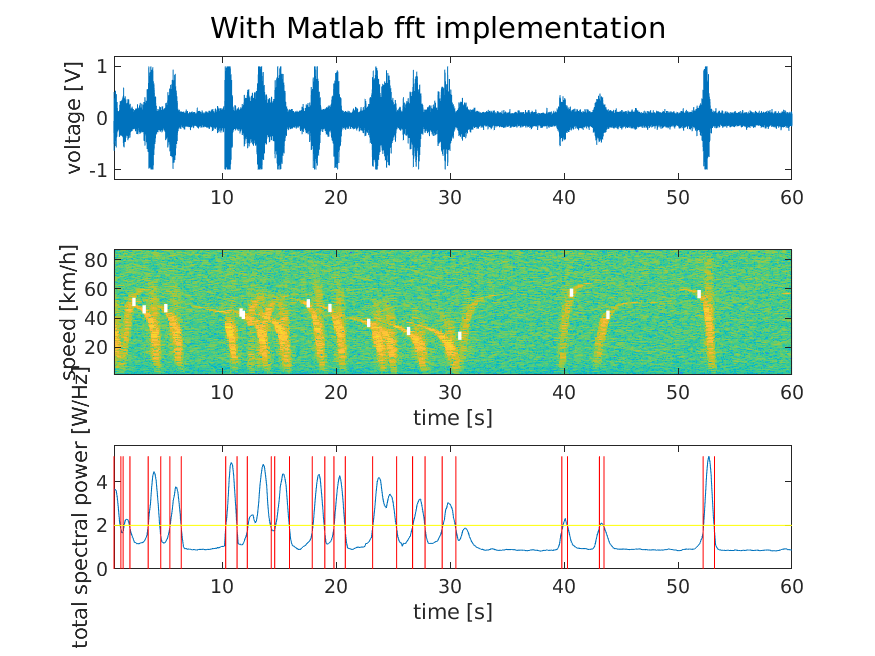 With Matlab fft implementation
voltage [V]
1
0
-1
10 20 30 40 50 60
speed [km/h]
80
60
40
20
10 20 30 40 50 60
time [s]
total spectral power [W/Hz]
4
2
0
10 20 30 40 50 60
time [s]